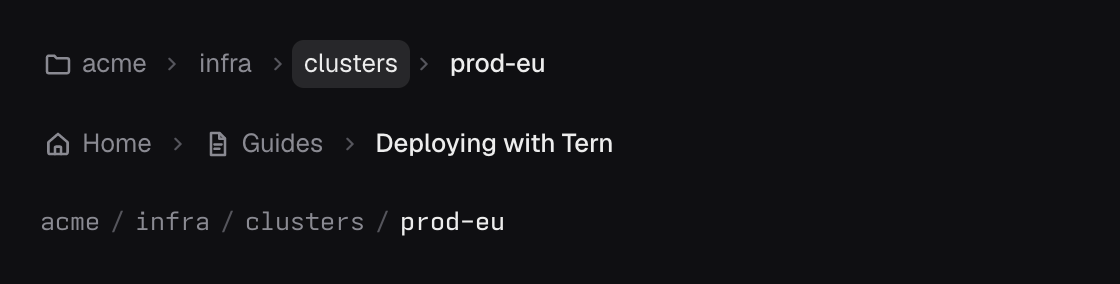 acme > infra > clusters > prod-eu
Home > Guides > Deploying with Tern
acme / infra / clusters / prod-eu